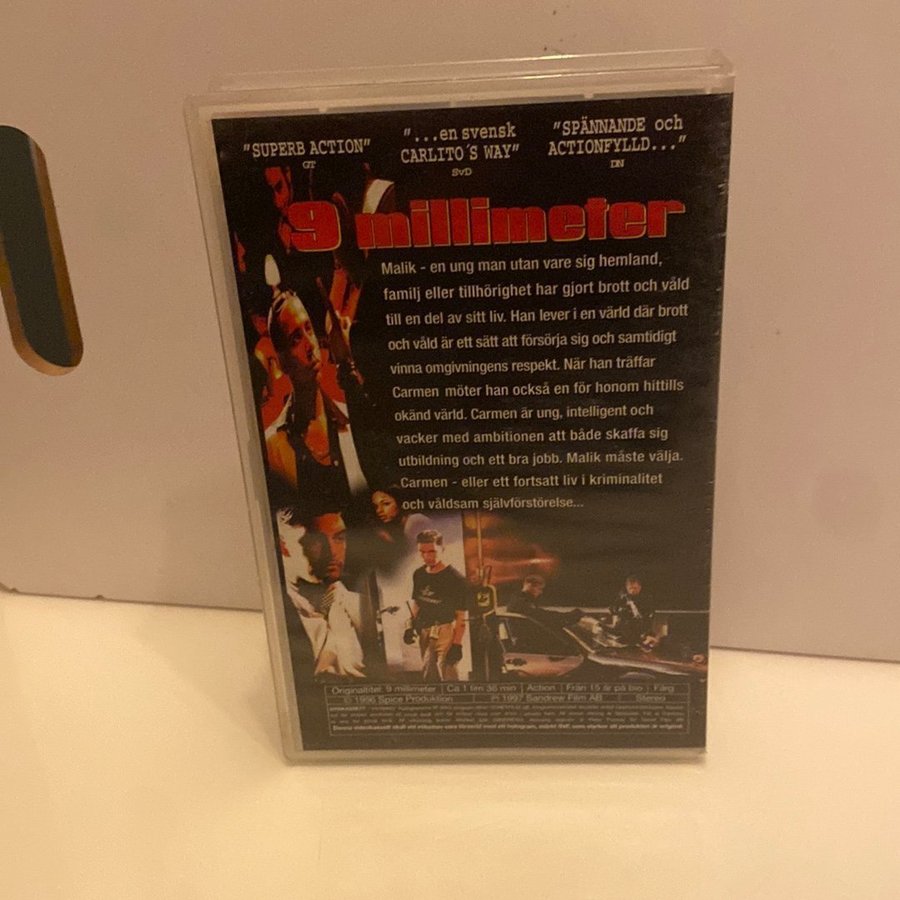 "SUPERB ACTION"
GT
"...en svensk
CARLITO´S WAY"
SvD
"SPÄNNANDE och
ACTIONFYLLD..."
DN
9 millimeter
Malik - en ung man utan vare sig hemland,
familj eller tillhörighet har gjort brott och våld
till en del av sitt liv. Han lever i en värld där brott
och våld är ett sätt att försörja sig och samtidigt
vinna omgivningens respekt. När han träffar
Carmen möter han också en för honom hittills
okänd värld. Carmen är ung, intelligent och
vacker med ambitionen att både skaffa sig
utbildning och ett bra jobb. Malik måste välja.
Carmen - eller ett fortsatt liv i kriminalitet
och våldsam självförstörelse...
Originaltitel: 9 millimeter | Ca 1 tim 38 min | Action | Från 15 år på bio | Färg
© 1996 Spice Produktion | ℗ 1997 Sandrew Film AB | Stereo